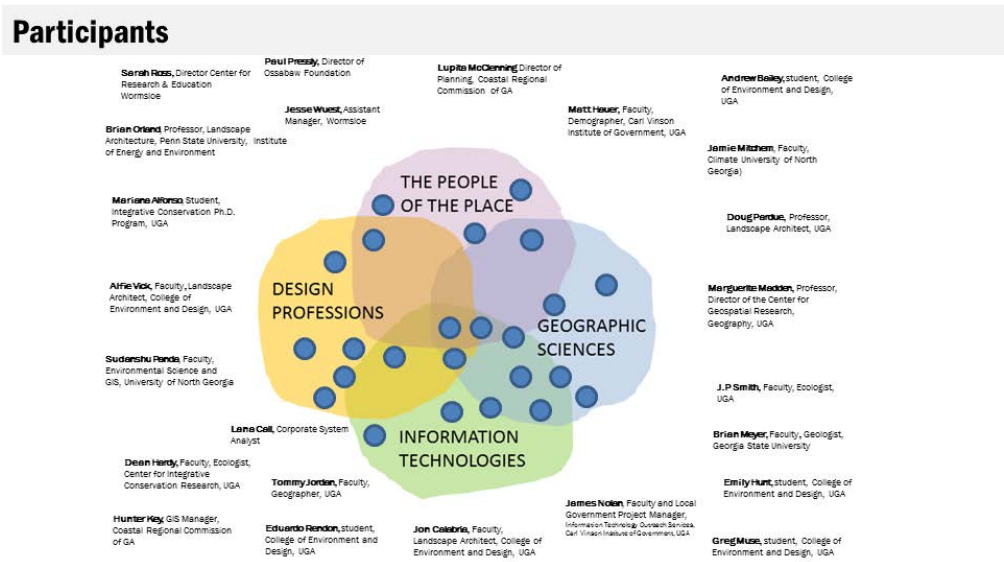 Participants
Sarah Ross, Director Center for
Research & Education
Wormsloe
Paul Pressly, Director of
Ossabaw Foundation
Lupita McClenning Director of
Planning, Coastal Regional
Commission of GA
Andrew Bailey, student, College
of Environment and Design,
UGA
Jesse Wuest, Assistant
Manager, Wormsloe
Matt Hauer, Faculty,
Demographer, Carl Vinson
Institute of Government, UGA
Brian Orland, Professor, Landscape
Architecture, Penn State University, Institute
of Energy and Environment
Jamie Mitchem, Faculty,
Climate University of North
Georgia)
Mariana Alfonso, Student,
Integrative Conservation Ph.D.
Program, UGA
Doug Pardue, Professor,
Landscape Architect, UGA
THE PEOPLE
OF THE PLACE
DESIGN
PROFESSIONS
GEOGRAPHIC
SCIENCES
INFORMATION
TECHNOLOGIES
Alfie Vick, Faculty, Landscape
Architect, College of
Environment and Design, UGA
Marguerite Madden, Professor,
Director of the Center for
Geospatial Research,
Geography, UGA
Sudanshu Panda, Faculty,
Environmental Science and
GIS, University of North Georgia
J.P Smith, Faculty, Ecologist,
UGA
Lana Call, Corporate System
Analyst
Brian Meyer, Faculty, Geologist,
Georgia State University
Dean Hardy, Faculty, Ecologist,
Center for Integrative
Conservation Research, UGA
Tommy Jordan, Faculty,
Geographer, UGA
Emily Hunt, student, College of
Environment and Design, UGA
Hunter Key, GIS Manager,
Coastal Regional Commission
of GA
Eduardo Rendon, student,
College of Environment and
Design, UGA
Jon Calabria, Faculty,
Landscape Architect, College of
Environment and Design, UGA
James Nolan, Faculty and Local
Government Project Manager,
Information Technology Outreach Services,
Carl Vinson Institute of Government, UGA
Greg Muse, student, College of
Environment and Design, UGA